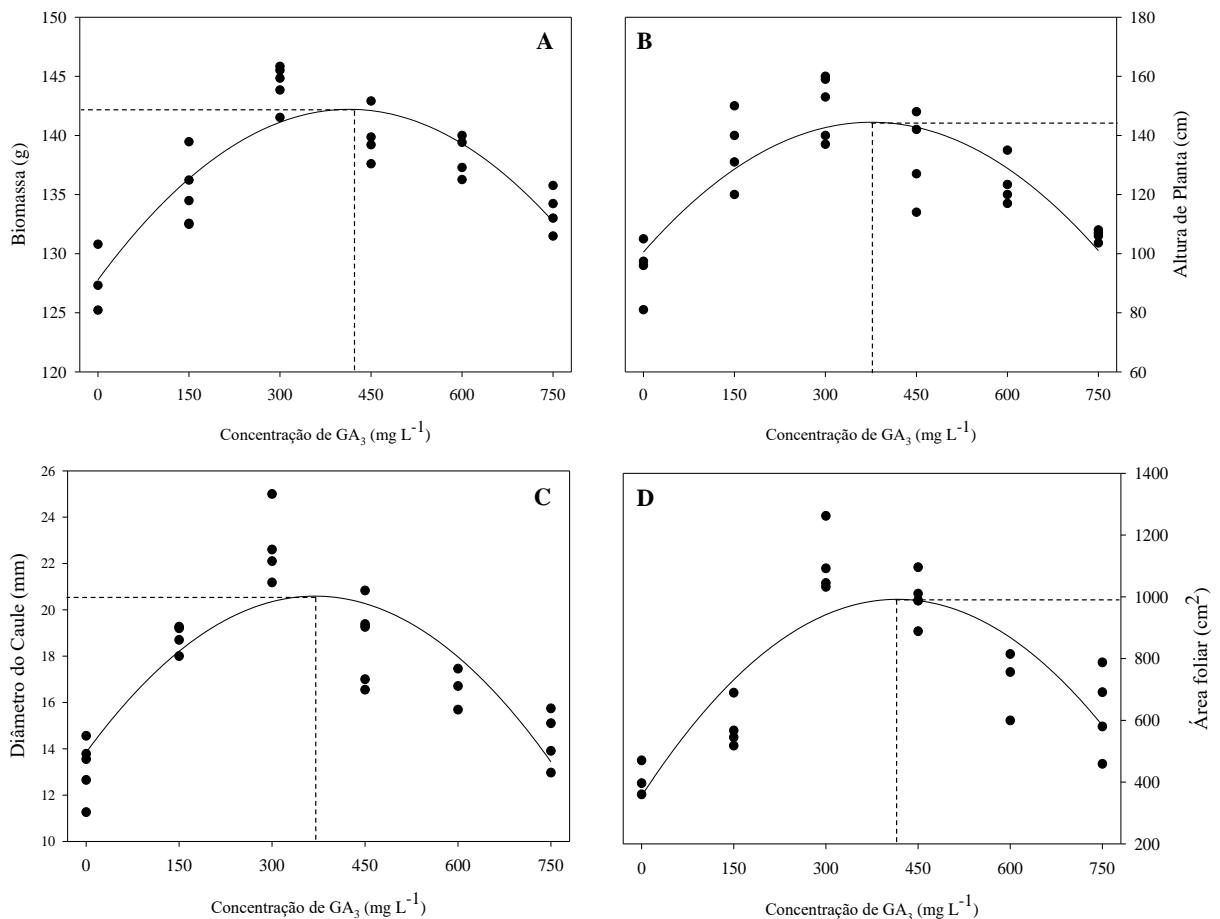 150
145
140
135
130
125
120
Biomassa (g)
A
0 150 300 450 600 750
Concentração de GA₃ (mg L⁻¹)
B
180
160
140
120
100
80
60
Altura de Planta (cm)
0 150 300 450 600 750
Concentração de GA₃ (mg L⁻¹)
26
24
22
20
18
16
14
12
10
Diâmetro do Caule (mm)
C
0 150 300 450 600 750
Concentração de GA₃ (mg L⁻¹)
D
1400
1200
1000
800
600
400
200
Área foliar (cm²)
0 150 300 450 600 750
Concentração de GA₃ (mg L⁻¹)